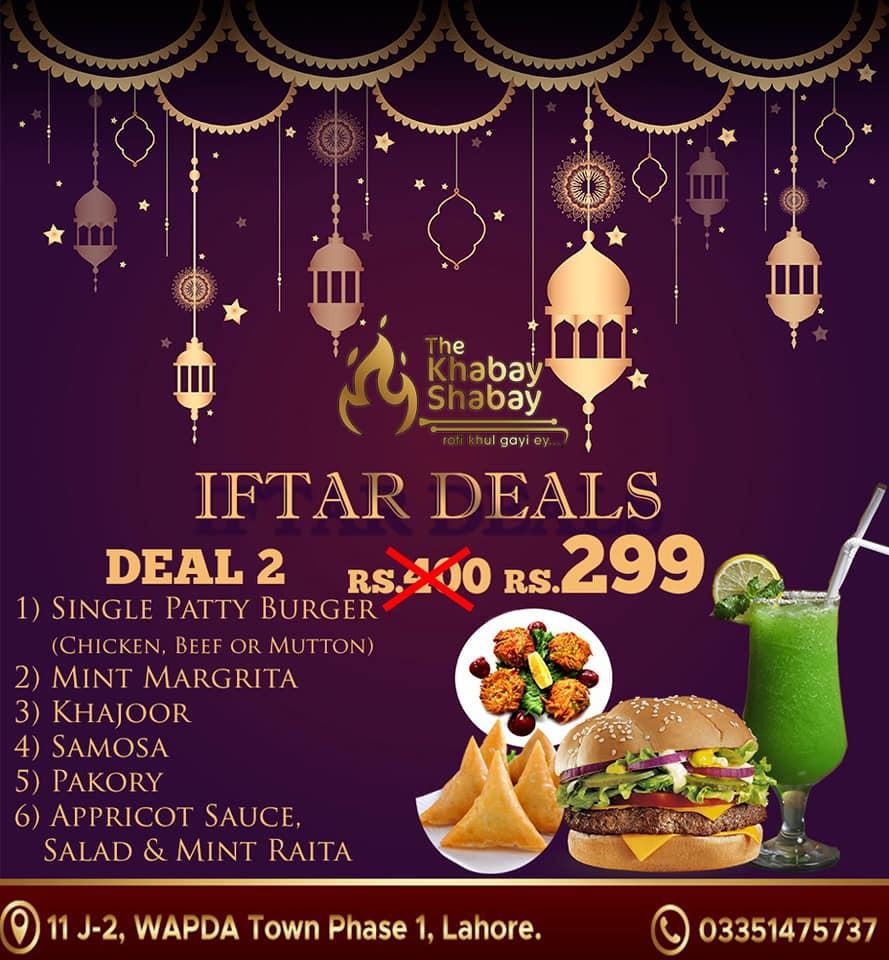 The
Khabay
Shabay
roti khul gayi ey...
IFTAR DEALS
DEAL 2 RS.400 RS.299
1) SINGLE PATTY BURGER
(CHICKEN, BEEF OR MUTTON)
2) MINT MARGRITA
3) KHAJOOR
4) SAMOSA
5) PAKORY
6) APPRICOT SAUCE,
SALAD & MINT RAITA
11 J-2, WAPDA Town Phase 1, Lahore. 03351475737